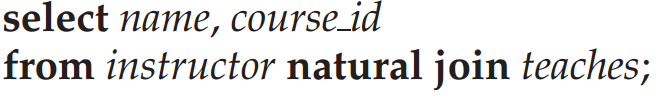 select name, course_id
from instructor natural join teaches;